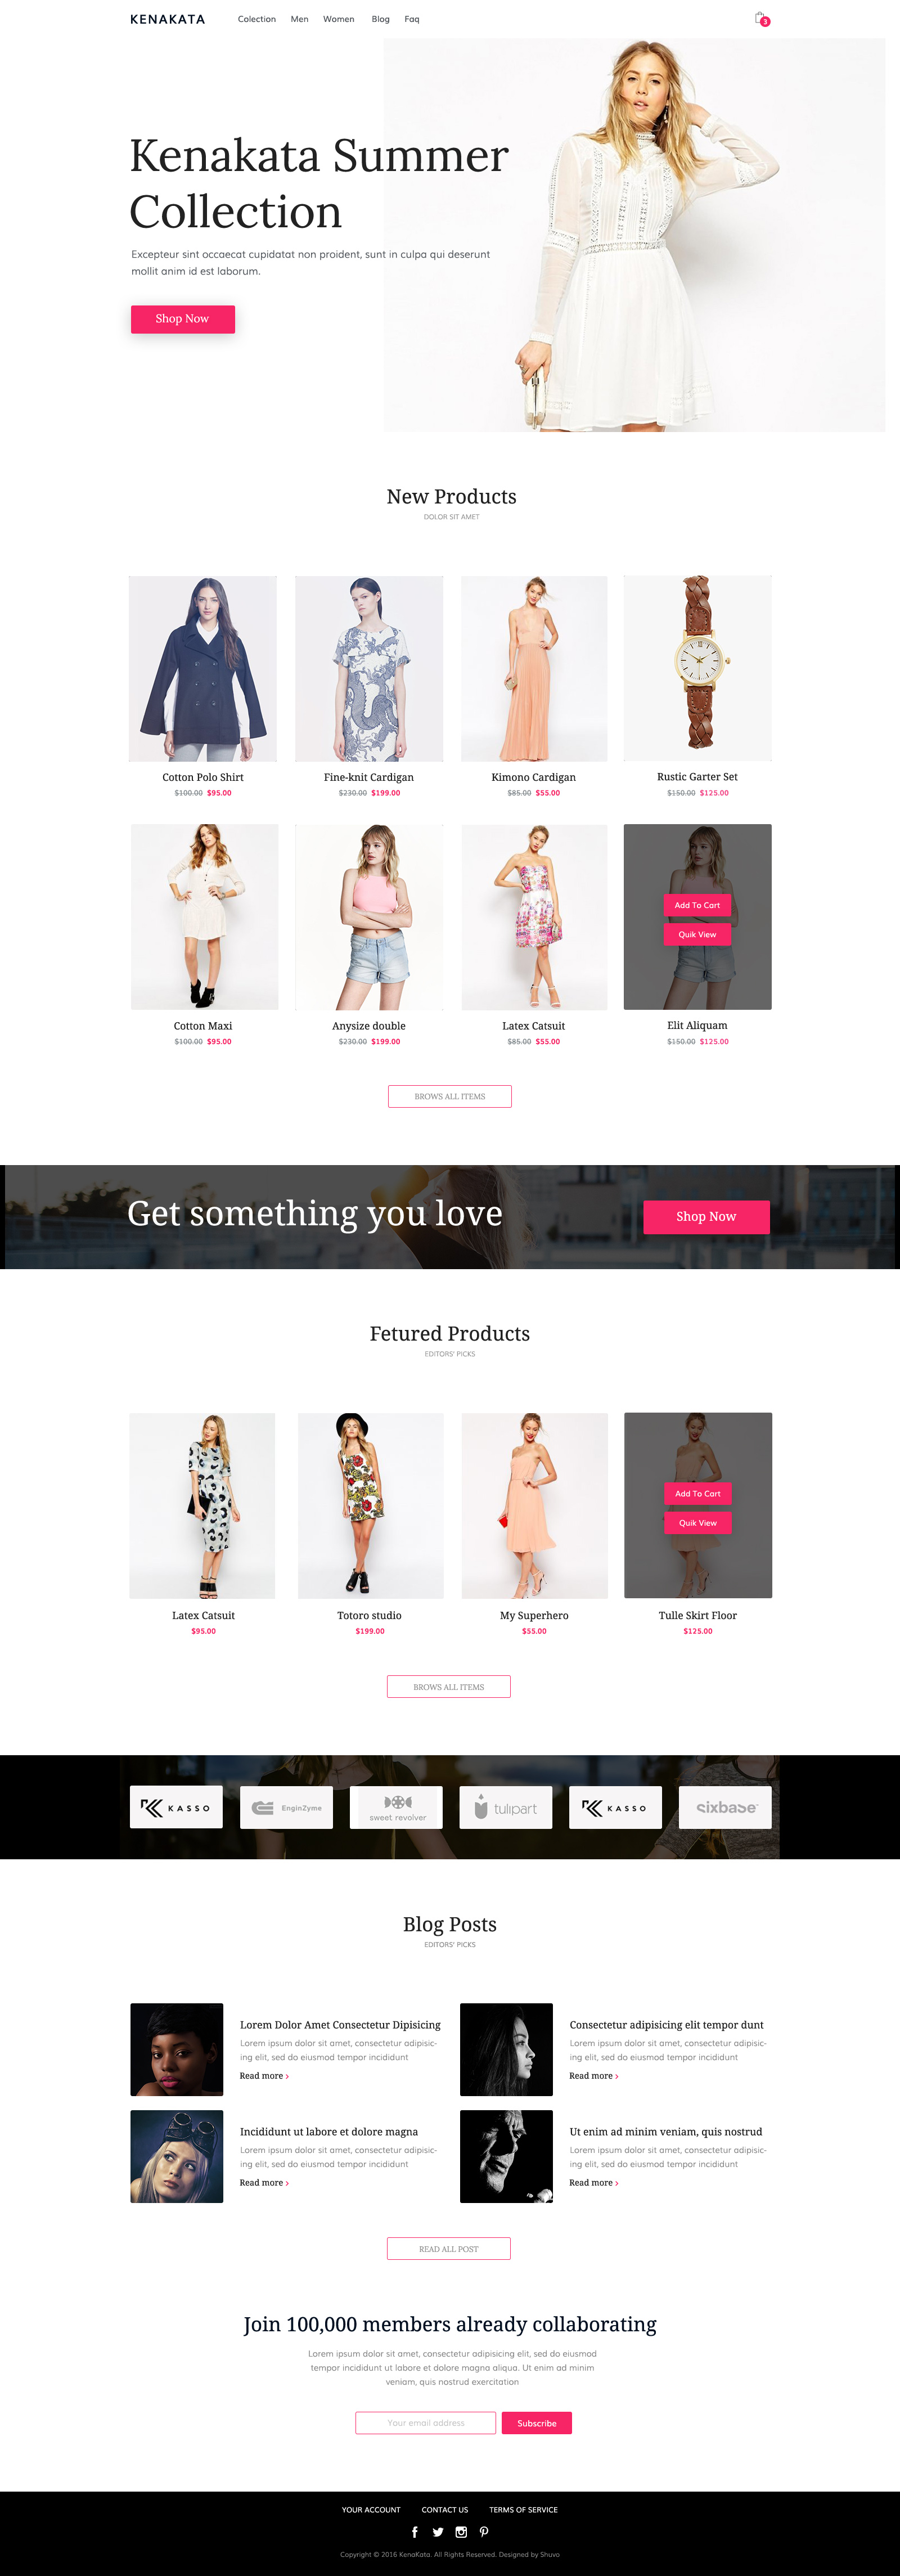 KENAKATA Colection Men Women Blog Faq 3
Kenakata Summer
Collection
Excepteur sint occaecat cupidatat non proident, sunt in culpa qui deserunt
mollit anim id est laborum.
Shop Now
New Products
DOLOR SIT AMET
Cotton Polo Shirt
$100.00 $95.00
Fine-knit Cardigan
$230.00 $199.00
Kimono Cardigan
$85.00 $55.00
Rustic Garter Set
$150.00 $125.00
Add To Cart
Quik View
Cotton Maxi
$100.00 $95.00
Anysize double
$230.00 $199.00
Latex Catsuit
$85.00 $55.00
Elit Aliquam
$150.00 $125.00
BROWS ALL ITEMS
Get something you love
Shop Now
Fetured Products
EDITORS' PICKS
Add To Cart
Quik View
Latex Catsuit
$95.00
Totoro studio
$199.00
My Superhero
$55.00
Tulle Skirt Floor
$125.00
BROWS ALL ITEMS
KASSO
EnginZyme
sweet revolver
tulipart
KASSO
sixbase
Blog Posts
EDITORS' PICKS
Lorem Dolor Amet Consectetur Dipisicing
Lorem ipsum dolor sit amet, consectetur adipisic-
ing elit, sed do eiusmod tempor incididunt
Read more ›
Consectetur adipisicing elit tempor dunt
Lorem ipsum dolor sit amet, consectetur adipisic-
ing elit, sed do eiusmod tempor incididunt
Read more ›
Incididunt ut labore et dolore magna
Lorem ipsum dolor sit amet, consectetur adipisic-
ing elit, sed do eiusmod tempor incididunt
Read more ›
Ut enim ad minim veniam, quis nostrud
Lorem ipsum dolor sit amet, consectetur adipisic-
ing elit, sed do eiusmod tempor incididunt
Read more ›
READ ALL POST
Join 100,000 members already collaborating
Lorem ipsum dolor sit amet, consectetur adipisicing elit, sed do eiusmod
tempor incididunt ut labore et dolore magna aliqua. Ut enim ad minim
veniam, quis nostrud exercitation
Your email address
Subscribe
YOUR ACCOUNT CONTACT US TERMS OF SERVICE
Copyright © 2016 KenaKata. All Rights Reserved. Designed by Shuvo